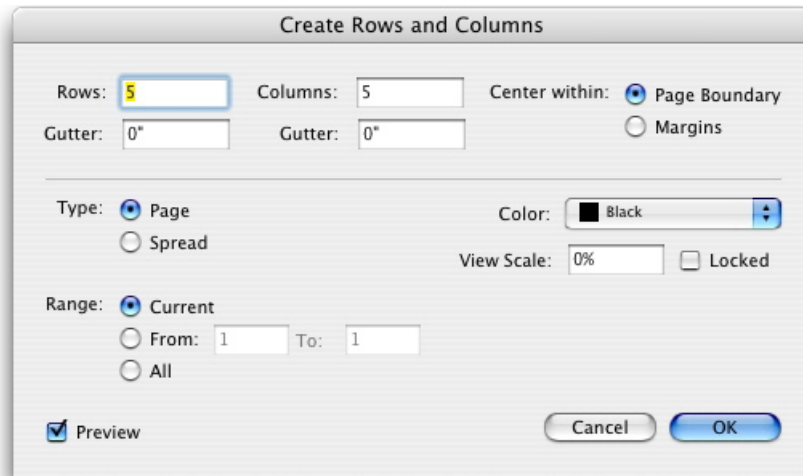 Create Rows and Columns
Rows: 5 Columns: 5 Center within: Page Boundary
Gutter: 0" Gutter: 0" Margins
Type: Page Color: Black
Spread
View Scale: 0% Locked
Range: Current
From: 1 To: 1
All
Preview Cancel OK